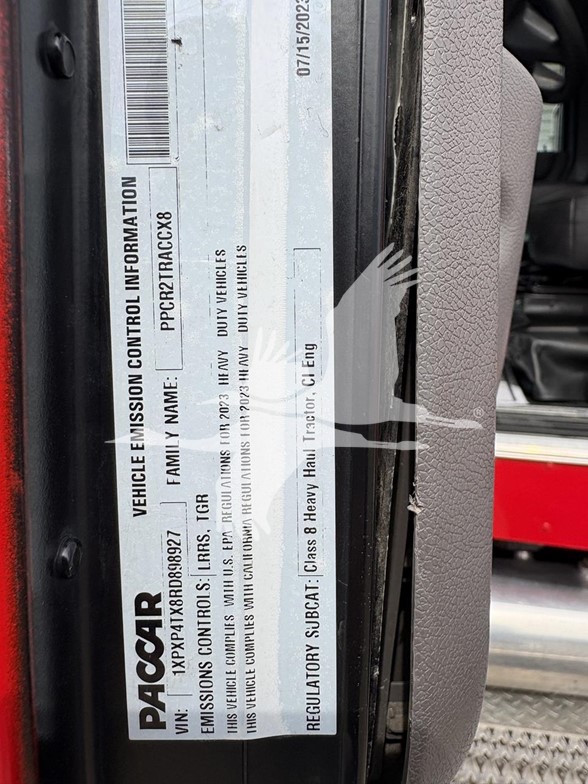 VEHICLE EMISSION CONTROL INFORMATION
PACCAR
VIN: 1XPXP4TX8RD898927 FAMILY NAME: PPCR2TRACCX8
EMISSIONS CONTROLS: LRRS, TGR
THIS VEHICLE COMPLIES WITH U.S. EPA REGULATIONS FOR 2023 HEAVY DUTY VEHICLES
THIS VEHICLE COMPLIES WITH CALIFORNIA REGULATIONS FOR 2023 HEAVY DUTY VEHICLES
REGULATORY SUBCAT: Class 8 Heavy Haul Tractor, CI Eng
07/15/2023
®